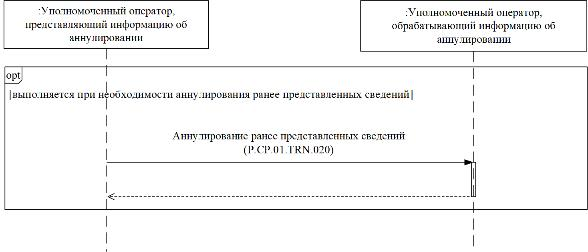 :Уполномоченный оператор,
представляющий информацию об
аннулировании
:Уполномоченный оператор,
обрабатывающий информацию об
аннулировании
opt
[выполняется при необходимости аннулирования ранее представленных сведений]
Аннулирование ранее представленных сведений
(P.CP.01.TRN.020)